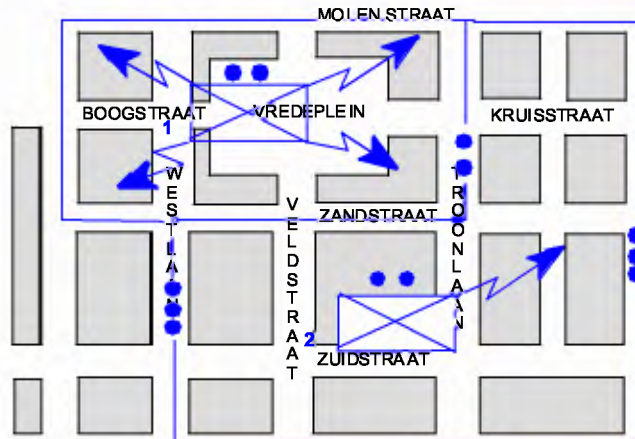 MOLENSTRAAT
BOOGSTRAAT
VREDEPLEIN
KRUISSTRAAT
1
WESTLAAN
VELDSTRAAT
ZANDSTRAAT
TROONLAAN
2
ZUIDSTRAAT